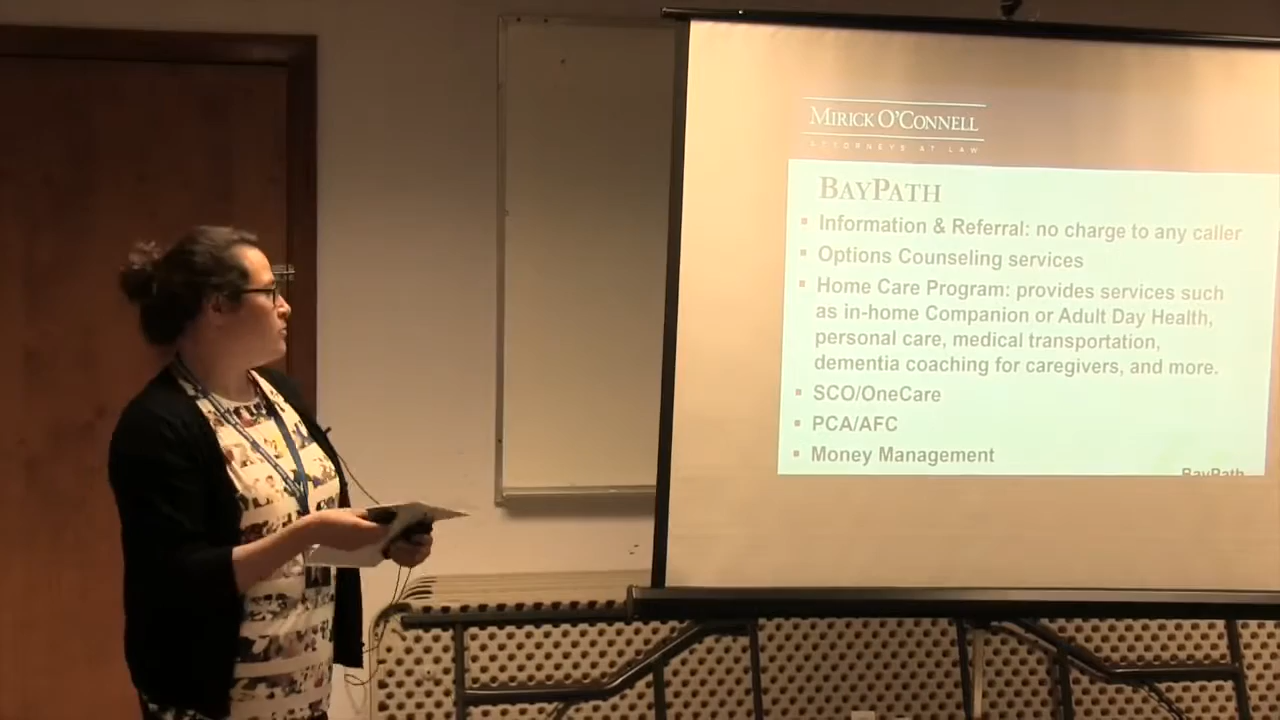 MIRICK O'CONNELL
ATTORNEYS AT LAW
BAYPATH
▪ Information & Referral: no charge to any caller
▪ Options Counseling services
▪ Home Care Program: provides services such
as in-home Companion or Adult Day Health,
personal care, medical transportation,
dementia coaching for caregivers, and more.
▪ SCO/OneCare
▪ PCA/AFC
▪ Money Management
BayPath